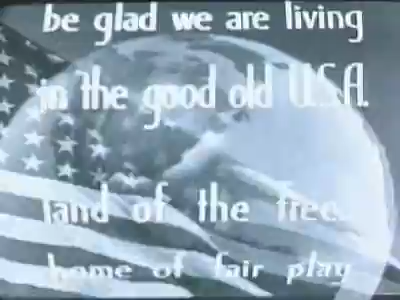 be glad we are living
in the good old U.S.A.
land of the free..
home of fair play